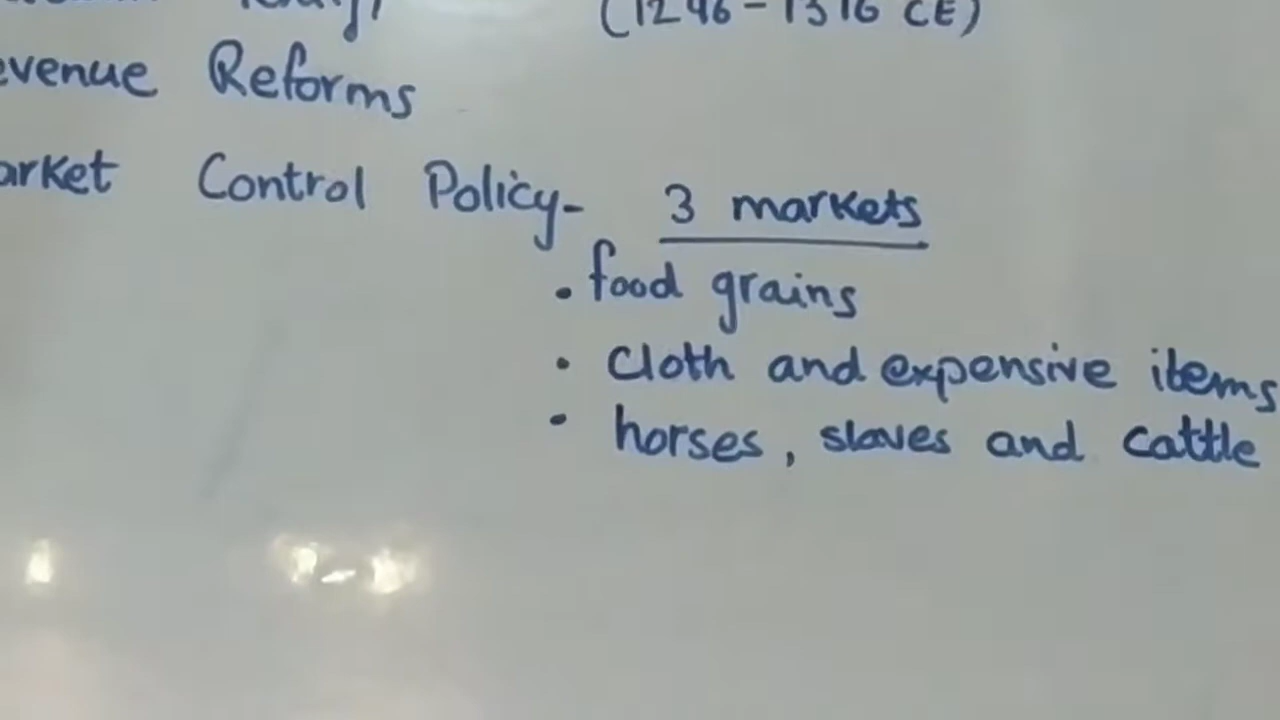 (1296-1316 CE)
evenue Reforms
arket Control Policy- 3 markets
. food grains
. Cloth and expensive items
. horses, slaves and cattle